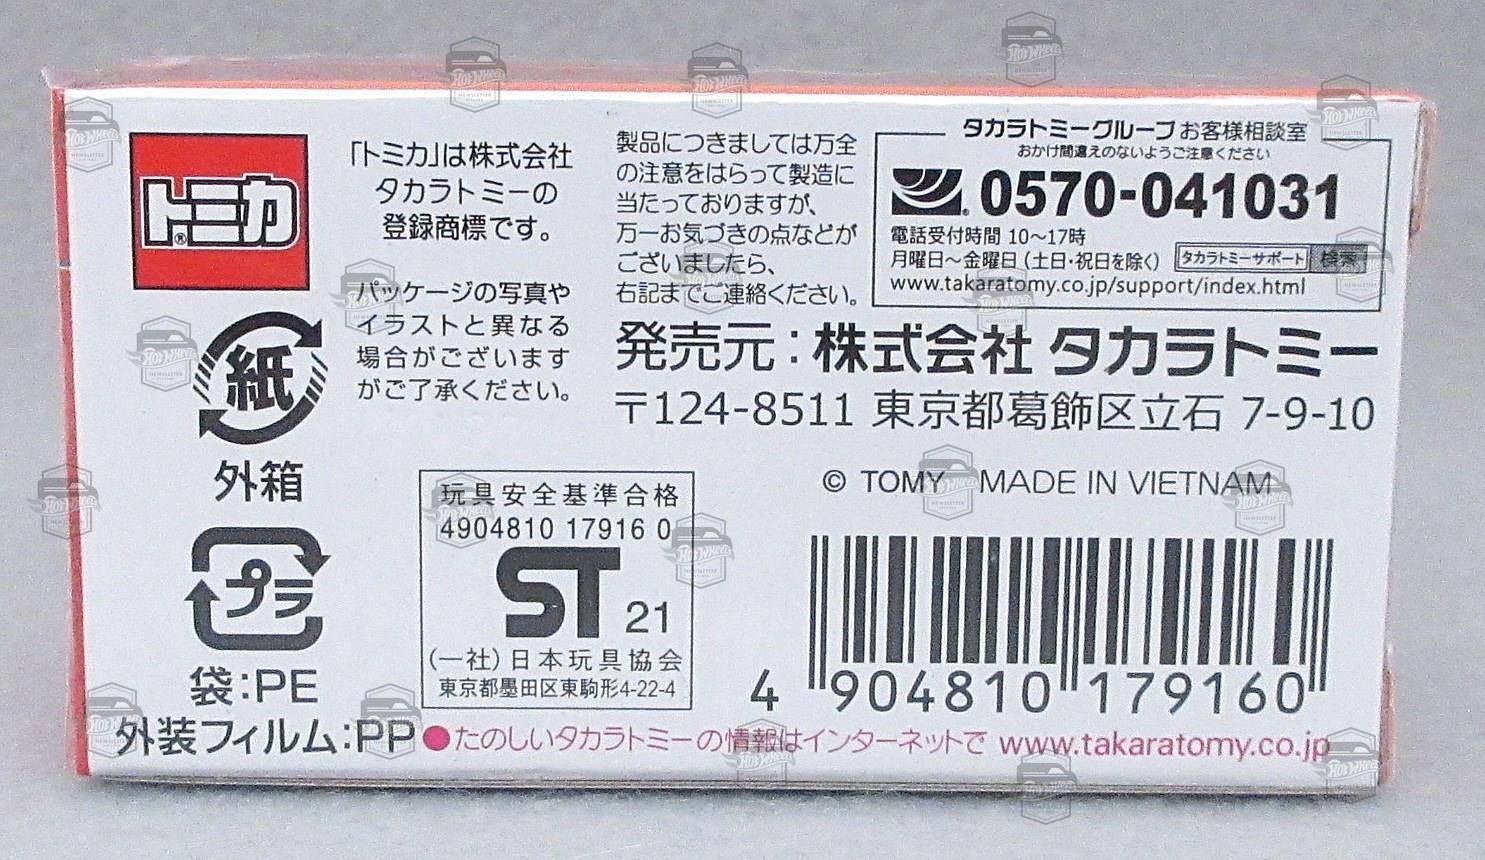 トミカ®
「トミカ」は株式会社
タカラトミーの
登録商標です。
パッケージの写真や
イラストと異なる
場合がございます
がご了承ください。
紙
外箱
プラ
袋:PE
外装フィルム:PP
製品につきましては万全
の注意をはらって製造に
当たっておりますが、
万一お気づきの点などが
ございましたら、
右記までご連絡ください。
タカラトミーグループ お客様相談室
おかけ間違えのないようご注意ください
0570-041031
電話受付時間 10〜17時
月曜日〜金曜日(土日・祝日を除く) タカラトミーサポート 検索
www.takaratomy.co.jp/support/index.html
発売元:株式会社 タカラトミー
〒124-8511 東京都葛飾区立石 7-9-10
玩具安全基準合格
4904810 17916 0
ST 21
(一社)日本玩具協会
東京都墨田区東駒形4-22-4
© TOMY MADE IN VIETNAM
4 904810 179160
●たのしいタカラトミーの情報はインターネットで www.takaratomy.co.jp
Hot Wheels
NEWSLETTER